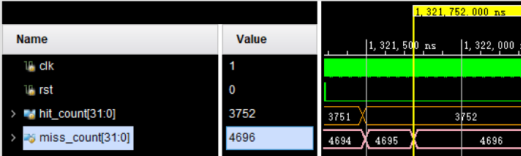 1,321,752.000 ns
Name Value
1,321,500 ns 1,322,000 ns
clk 1
rst 0
hit_count[31:0] 3752 3751 3752
miss_count[31:0] 4696 4694 4695 4696